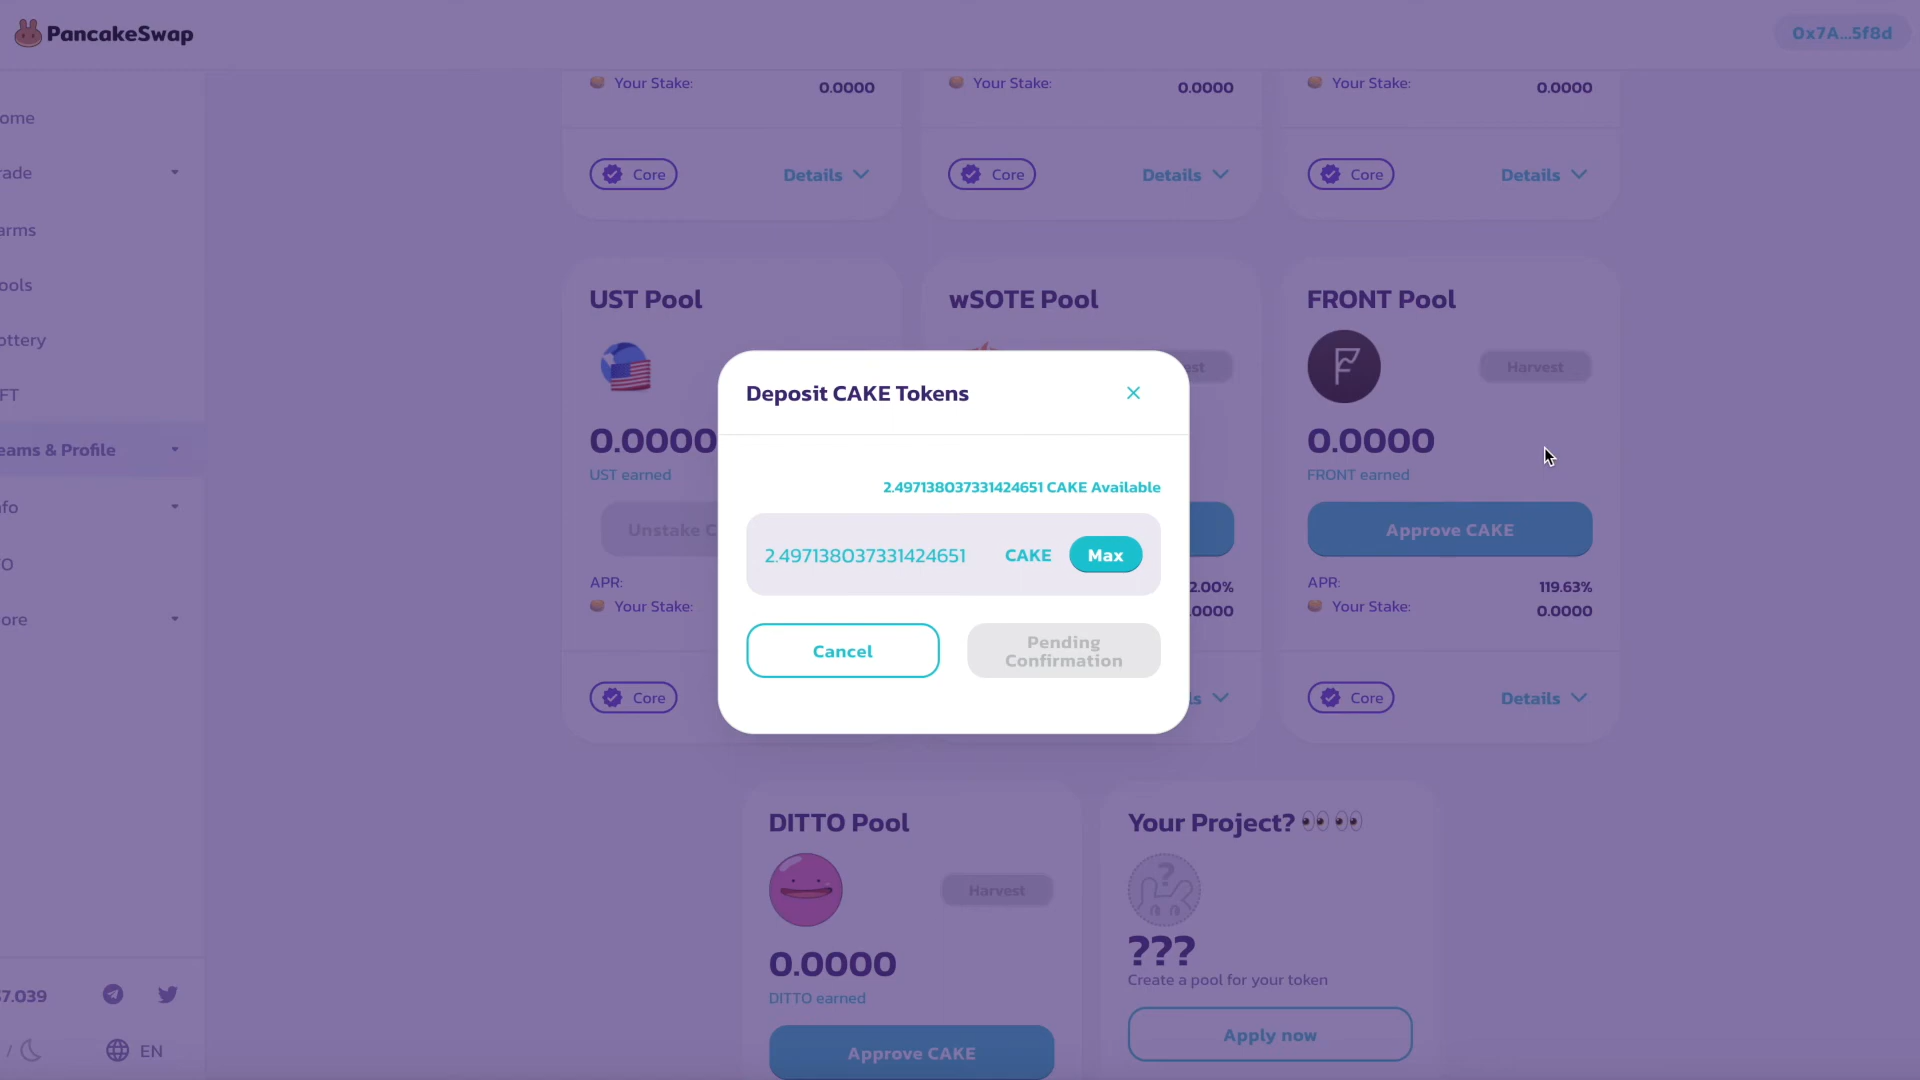 PancakeSwap
0x7A...5f8d
ome
rade
arms
ools
ottery
FT
eams & Profile
fo
O
ore
7.039
/
EN
Your Stake: 0.0000
Your Stake: 0.0000
Your Stake: 0.0000
Core Details
Core Details
Core Details
UST Pool
wSOTE Pool
FRONT Pool
est
Harvest
0.0000
UST earned
0.0000
FRONT earned
Unstake C
Approve CAKE
APR:
Your Stake:
2.00%
.0000
APR: 119.63%
Your Stake: 0.0000
Core
ls
Core Details
Deposit CAKE Tokens
2.497138037331424651 CAKE Available
2.497138037331424651 CAKE Max
Cancel
Pending
Confirmation
DITTO Pool
Harvest
0.0000
DITTO earned
Approve CAKE
Your Project? 👀 👀
?
???
Create a pool for your token
Apply now